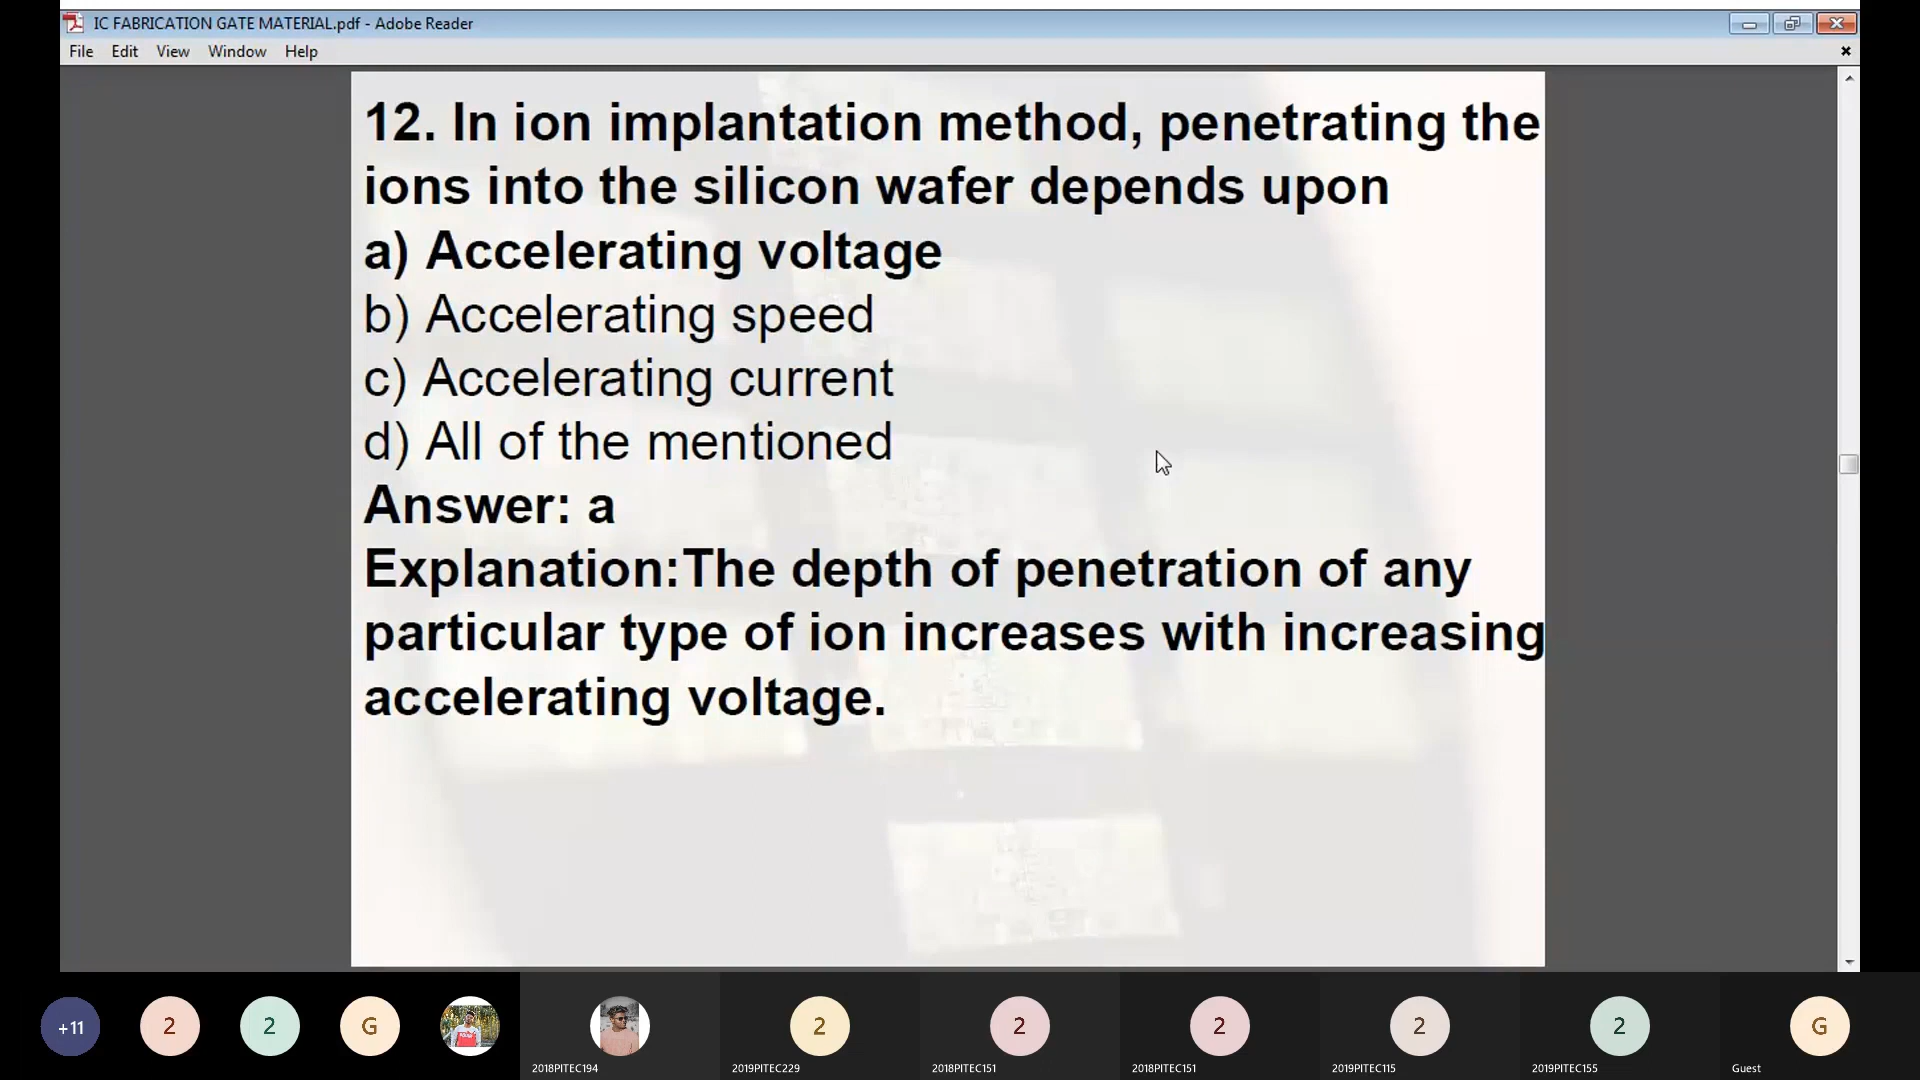 IC FABRICATION GATE MATERIAL.pdf - Adobe Reader
File Edit View Window Help
12. In ion implantation method, penetrating the
ions into the silicon wafer depends upon
a) Accelerating voltage
b) Accelerating speed
c) Accelerating current
d) All of the mentioned
Answer: a
Explanation:The depth of penetration of any
particular type of ion increases with increasing
accelerating voltage.
+11 2 2 G 2 2 2 2 2 G
2018PITEC194 2019PITEC229 2018PITEC151 2018PITEC151 2019PITEC115 2019PITEC155 Guest